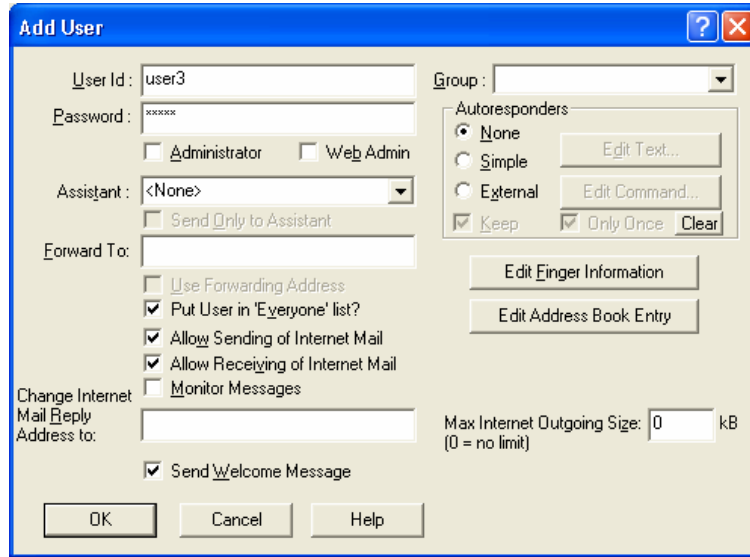 Add User
User Id : user3
Password : *****
Administrator Web Admin
Assistant : <None>
Send Only to Assistant
Forward To:
Use Forwarding Address
Put User in 'Everyone' list?
Allow Sending of Internet Mail
Allow Receiving of Internet Mail
Monitor Messages
Change Internet
Mail Reply
Address to:
Send Welcome Message
OK Cancel Help
Group :
Autoresponders
None
Simple
External
Edit Text...
Edit Command...
Keep Only Once Clear
Edit Finger Information
Edit Address Book Entry
Max Internet Outgoing Size: 0 kB
(0 = no limit)